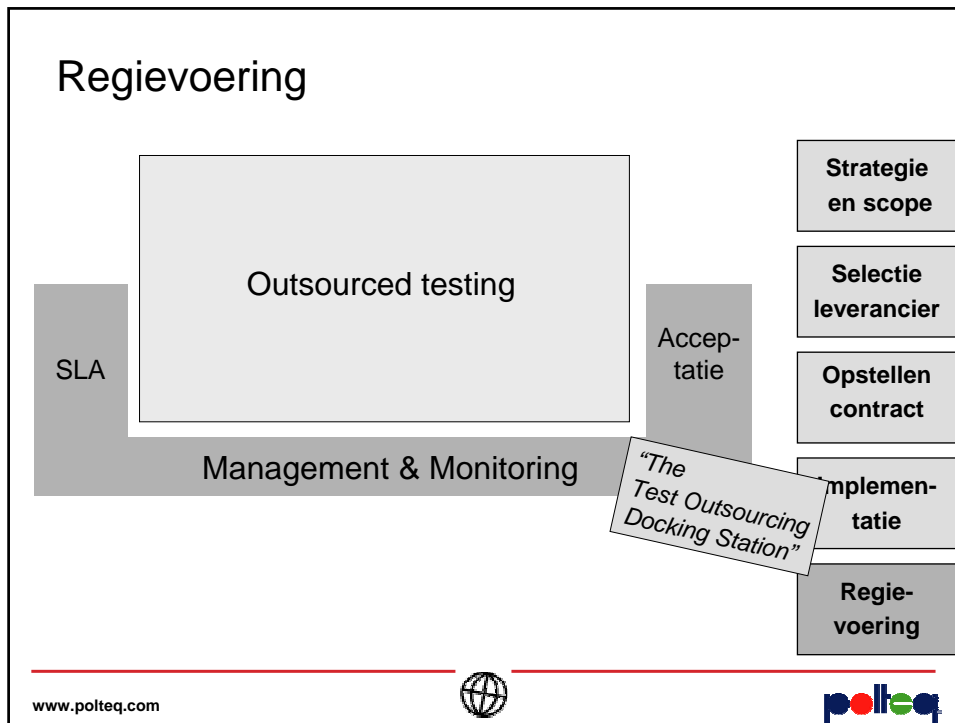 Regievoering
Outsourced testing
SLA
Accep-
tatie
Management & Monitoring
“The
Test Outsourcing
Docking Station”
Strategie
en scope
Selectie
leverancier
Opstellen
contract
Implemen-
tatie
Regie-
voering
www.polteq.com
polteq